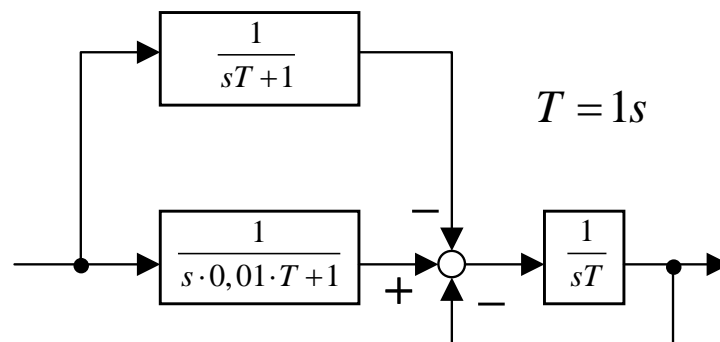 1
sT + 1
T = 1s
−
1
s · 0,01 · T + 1
+
−
1
sT